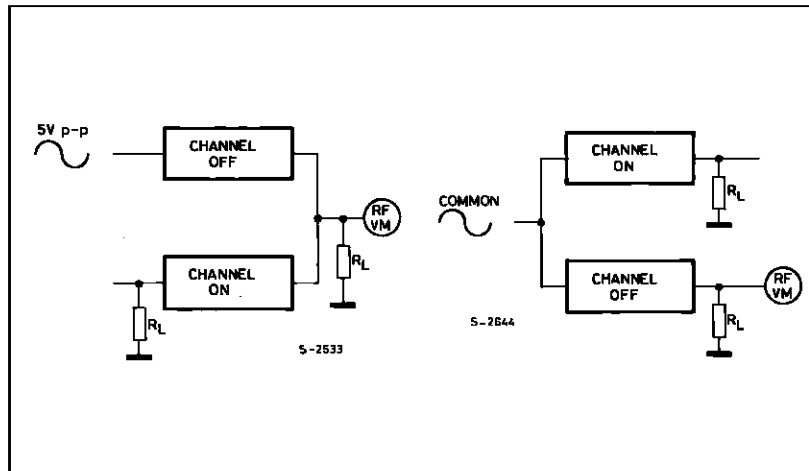 5V p-p
CHANNEL
OFF
RF
VM
RL
CHANNEL
ON
RL
S-2533
COMMON
CHANNEL
ON
RL
CHANNEL
OFF
RF
VM
RL
S-2644